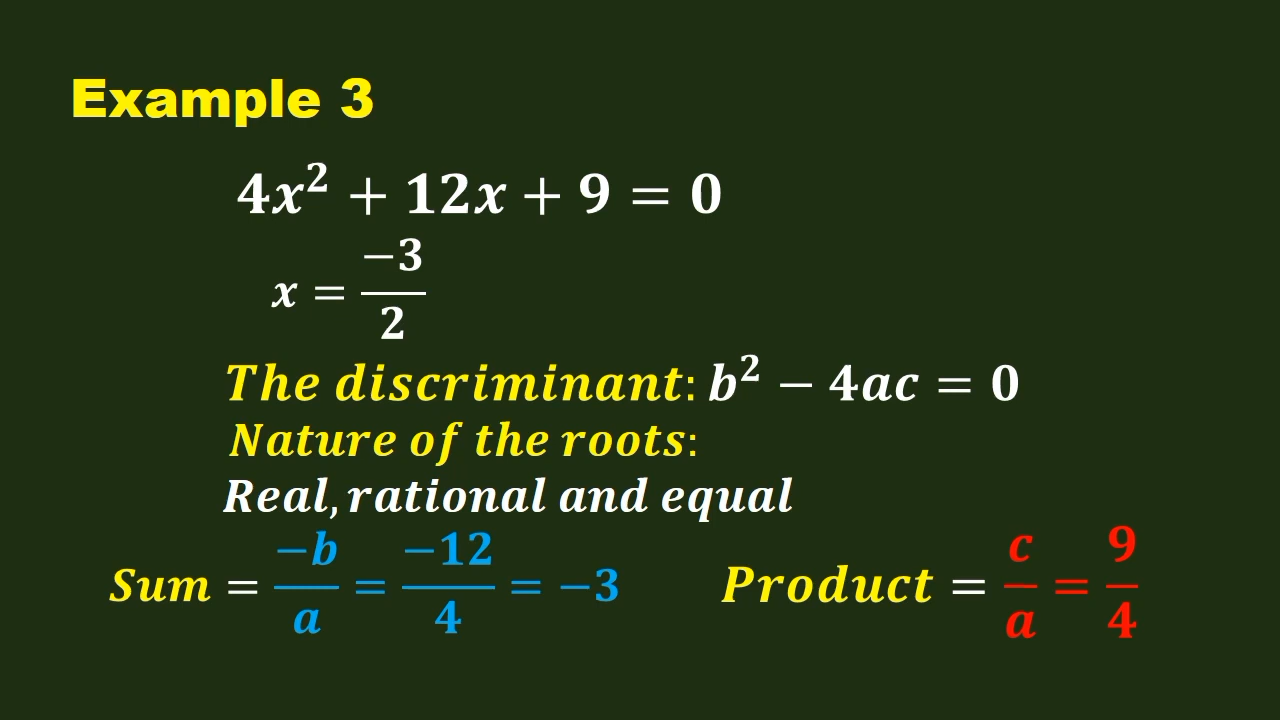 Example 3
4x² + 12x + 9 = 0
x = −3/2
The discriminant: b² − 4ac = 0
Nature of the roots:
Real, rational and equal
Sum = −b/a = −12/4 = −3
Product = c/a = 9/4